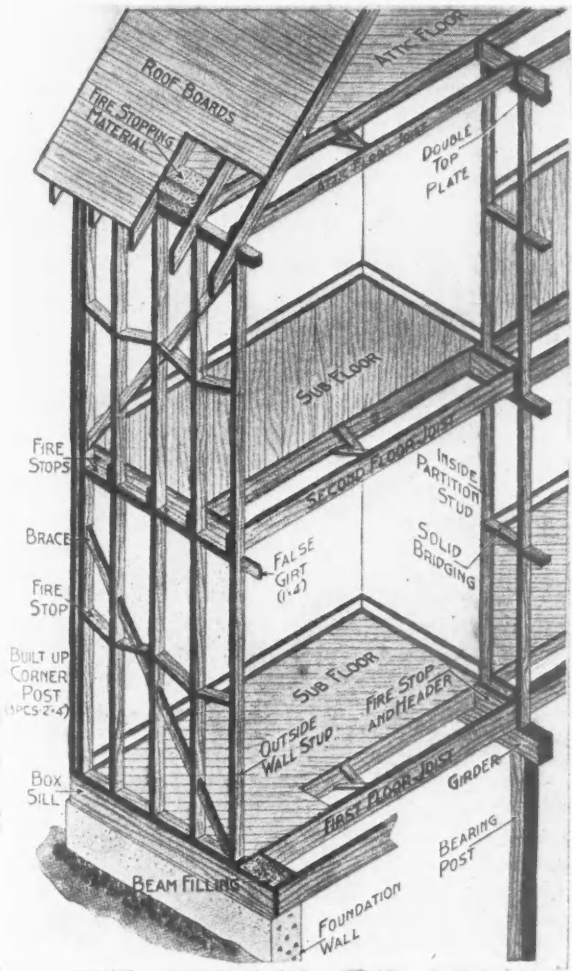 ROOF BOARDS
ATTIC FLOOR
FIRE STOPPING
MATERIAL
ATTIC FLOOR JOIST
DOUBLE
TOP
PLATE
SUB FLOOR
SECOND FLOOR JOIST
FIRE
STOPS
INSIDE
PARTITION
STUD
BRACE
FALSE
GIRT
(1×4)
SOLID
BRIDGING
FIRE
STOP
BUILT UP
CORNER
POST
(3PCS-2×4)
SUB FLOOR
FIRE STOP
AND HEADER
OUTSIDE
WALL STUD
BOX
SILL
FIRST FLOOR JOIST
GIRDER
BEARING
POST
BEAM FILLING
FOUNDATION
WALL